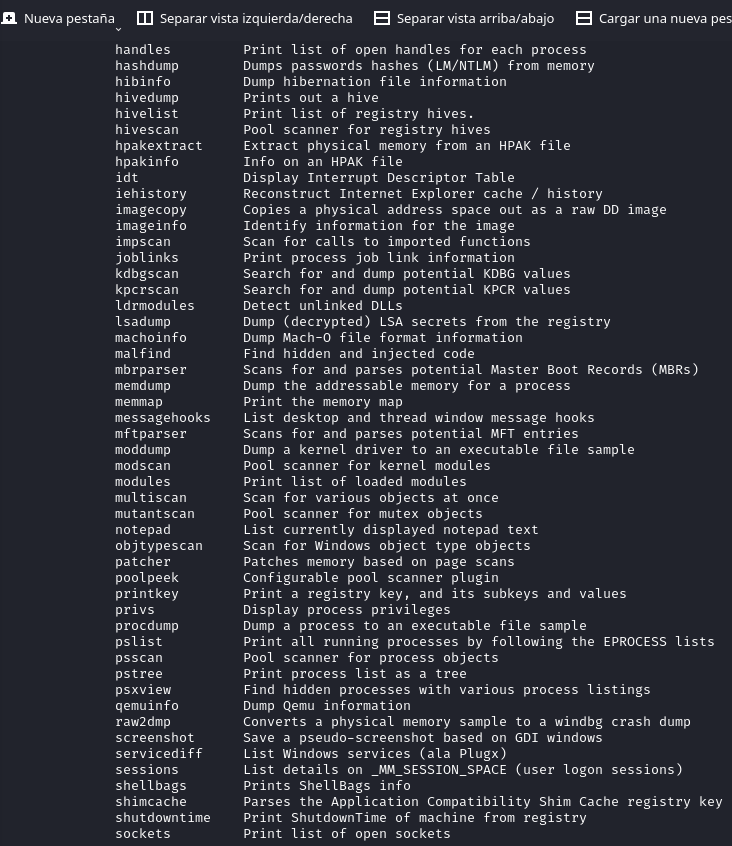 Nueva pestaña Separar vista izquierda/derecha Separar vista arriba/abajo Cargar una nueva pes
handles Print list of open handles for each process
hashdump Dumps passwords hashes (LM/NTLM) from memory
hibinfo Dump hibernation file information
hivedump Prints out a hive
hivelist Print list of registry hives.
hivescan Pool scanner for registry hives
hpakextract Extract physical memory from an HPAK file
hpakinfo Info on an HPAK file
idt Display Interrupt Descriptor Table
iehistory Reconstruct Internet Explorer cache / history
imagecopy Copies a physical address space out as a raw DD image
imageinfo Identify information for the image
impscan Scan for calls to imported functions
joblinks Print process job link information
kdbgscan Search for and dump potential KDBG values
kpcrscan Search for and dump potential KPCR values
ldrmodules Detect unlinked DLLs
lsadump Dump (decrypted) LSA secrets from the registry
machoinfo Dump Mach-O file format information
malfind Find hidden and injected code
mbrparser Scans for and parses potential Master Boot Records (MBRs)
memdump Dump the addressable memory for a process
memmap Print the memory map
messagehooks List desktop and thread window message hooks
mftparser Scans for and parses potential MFT entries
moddump Dump a kernel driver to an executable file sample
modscan Pool scanner for kernel modules
modules Print list of loaded modules
multiscan Scan for various objects at once
mutantscan Pool scanner for mutex objects
notepad List currently displayed notepad text
objtypescan Scan for Windows object type objects
patcher Patches memory based on page scans
poolpeek Configurable pool scanner plugin
printkey Print a registry key, and its subkeys and values
privs Display process privileges
procdump Dump a process to an executable file sample
pslist Print all running processes by following the EPROCESS lists
psscan Pool scanner for process objects
pstree Print process list as a tree
psxview Find hidden processes with various process listings
qemuinfo Dump Qemu information
raw2dmp Converts a physical memory sample to a windbg crash dump
screenshot Save a pseudo-screenshot based on GDI windows
servicediff List Windows services (ala Plugx)
sessions List details on _MM_SESSION_SPACE (user logon sessions)
shellbags Prints ShellBags info
shimcache Parses the Application Compatibility Shim Cache registry key
shutdowntime Print ShutdownTime of machine from registry
sockets Print list of open sockets